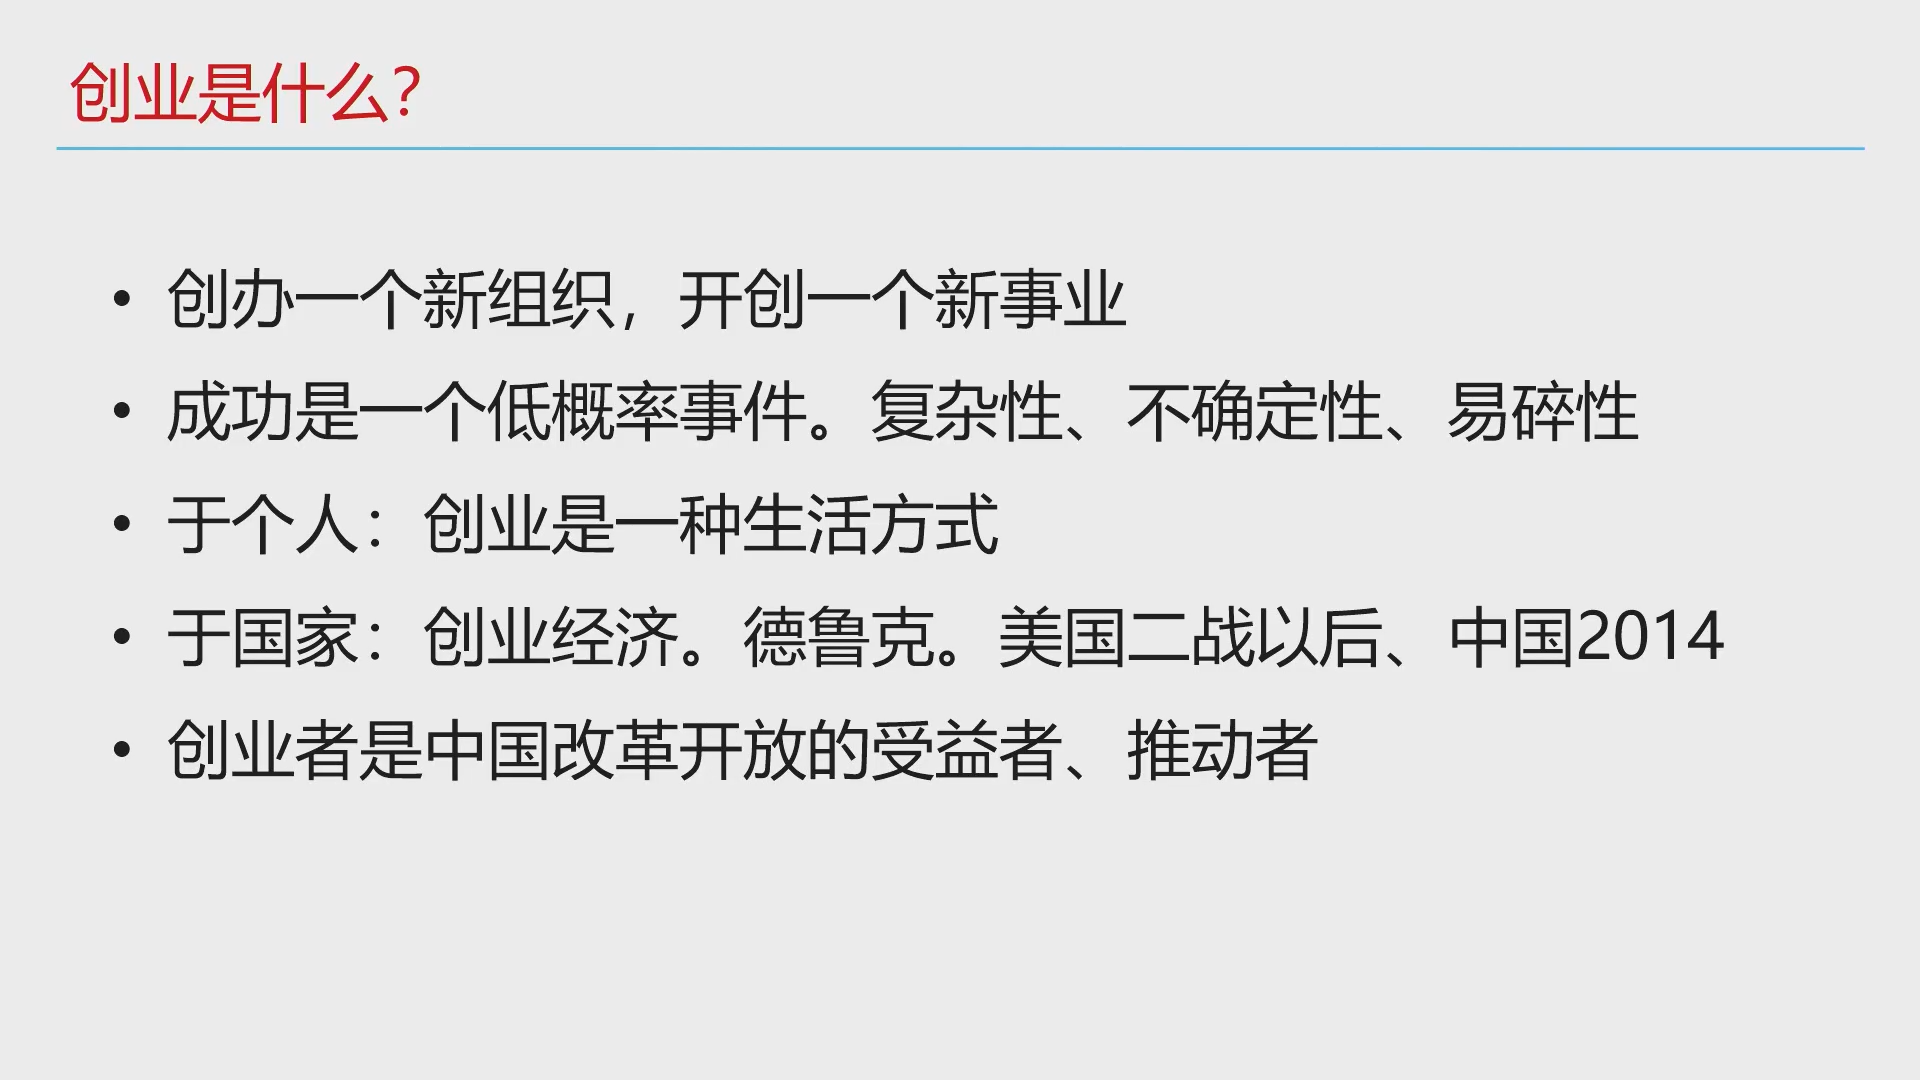 创业是什么？
• 创办一个新组织，开创一个新事业
• 成功是一个低概率事件。复杂性、不确定性、易碎性
• 于个人：创业是一种生活方式
• 于国家：创业经济。德鲁克。美国二战以后、中国2014
• 创业者是中国改革开放的受益者、推动者